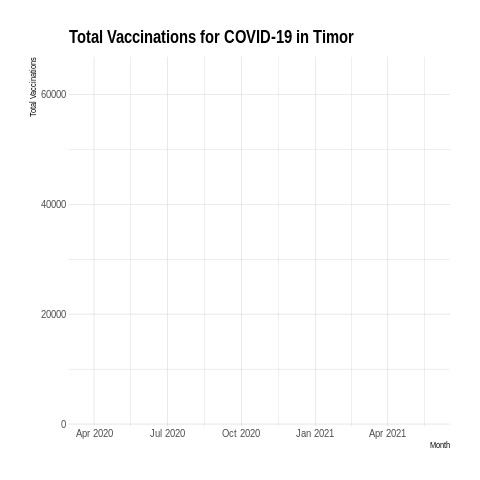 Total Vaccinations for COVID-19 in Timor
Total Vaccinations
60000
40000
20000
0
Apr 2020 Jul 2020 Oct 2020 Jan 2021 Apr 2021
Month